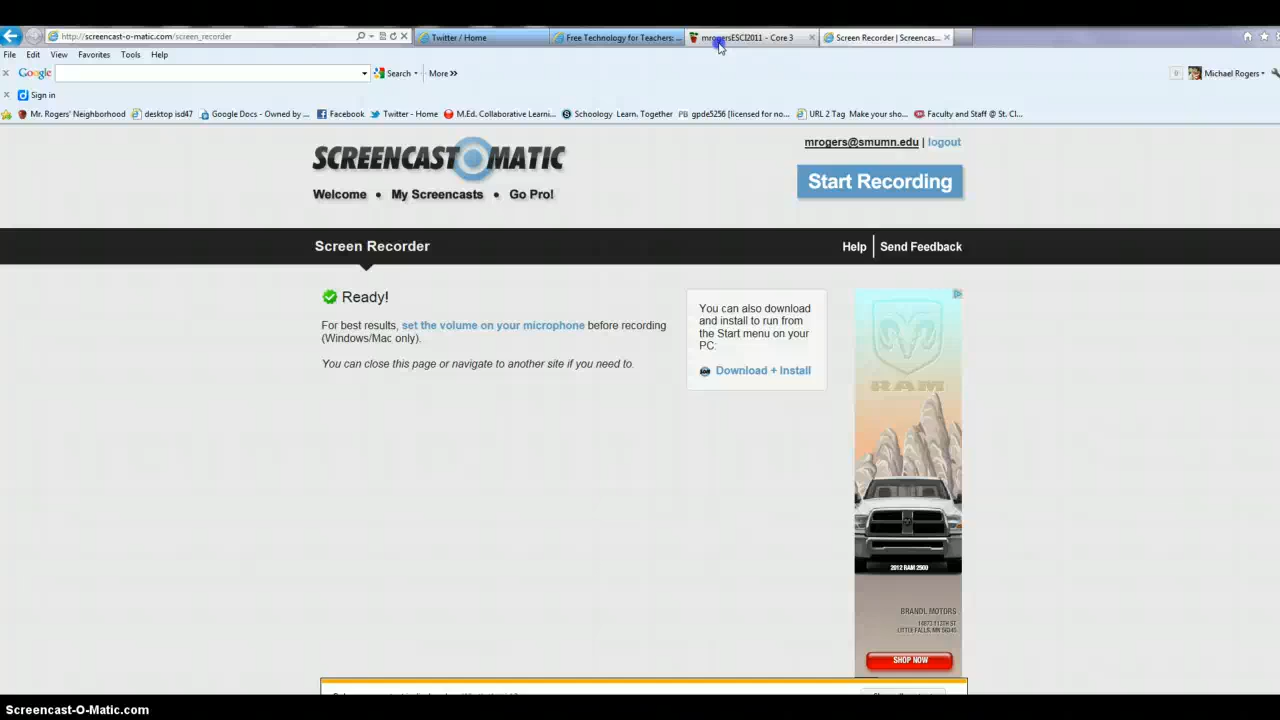 http://screencast-o-matic.com/screen_recorder
Twitter / Home
Free Technology for Teachers: ...
mrogersESCI2011 - Core 3
Screen Recorder | Screencas...
File Edit View Favorites Tools Help
Google Search More »
0 Michael Rogers
Sign in
Mr. Rogers' Neighborhood desktop isd47 Google Docs - Owned by ... Facebook Twitter - Home M.Ed. Collaborative Learni... Schoology Learn. Together PB gpde5256 [licensed for no... URL 2 Tag Make your sho... Faculty and Staff @ St. Cl...
SCREENCAST-O-MATIC
mrogers@smumn.edu | logout
Start Recording
Welcome • My Screencasts • Go Pro!
Screen Recorder
Help Send Feedback
Ready!
For best results, set the volume on your microphone before recording
(Windows/Mac only).
You can close this page or navigate to another site if you need to.
You can also download
and install to run from
the Start menu on your
PC:
Download + Install
RAM
2012 RAM 2500
BRANDL MOTORS
LITTLE FALLS, MN 56345
SHOP NOW
Screencast-O-Matic.com